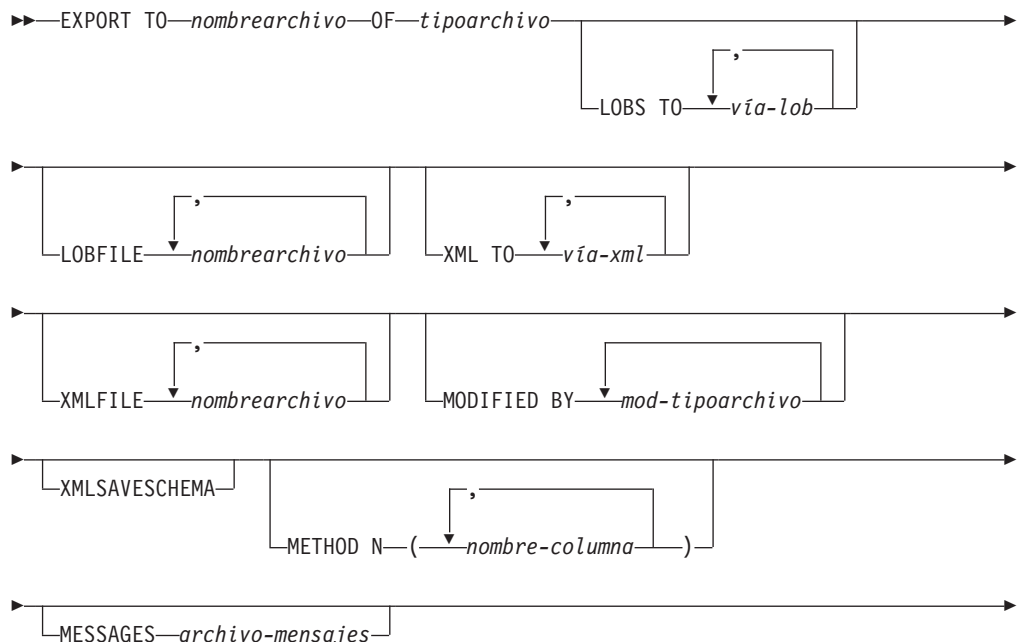 EXPORT TO nombrearchivo OF tipoarchivo
,
LOBS TO vía-lob
, ,
LOBFILE nombrearchivo XML TO vía-xml
,
XMLFILE nombrearchivo MODIFIED BY mod-tipoarchivo
XMLSAVESCHEMA
,
METHOD N ( nombre-columna )
MESSAGES archivo-mensajes